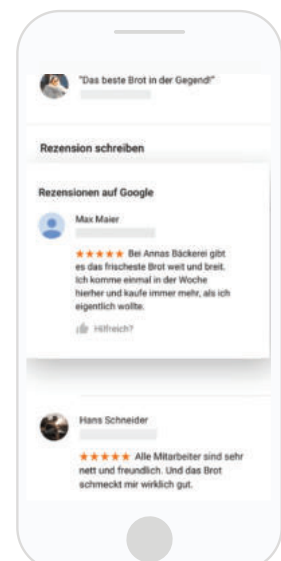 "Das beste Brot in der Gegend!"
Rezension schreiben
Rezensionen auf Google
Max Maier
★★★★★ Bei Annas Bäckerei gibt
es das frischeste Brot weit und breit.
Ich komme einmal in der Woche
hierher und kaufe immer mehr, als ich
eigentlich wollte.
Hilfreich?
Hans Schneider
★★★★★ Alle Mitarbeiter sind sehr
nett und freundlich. Und das Brot
schmeckt mir wirklich gut.